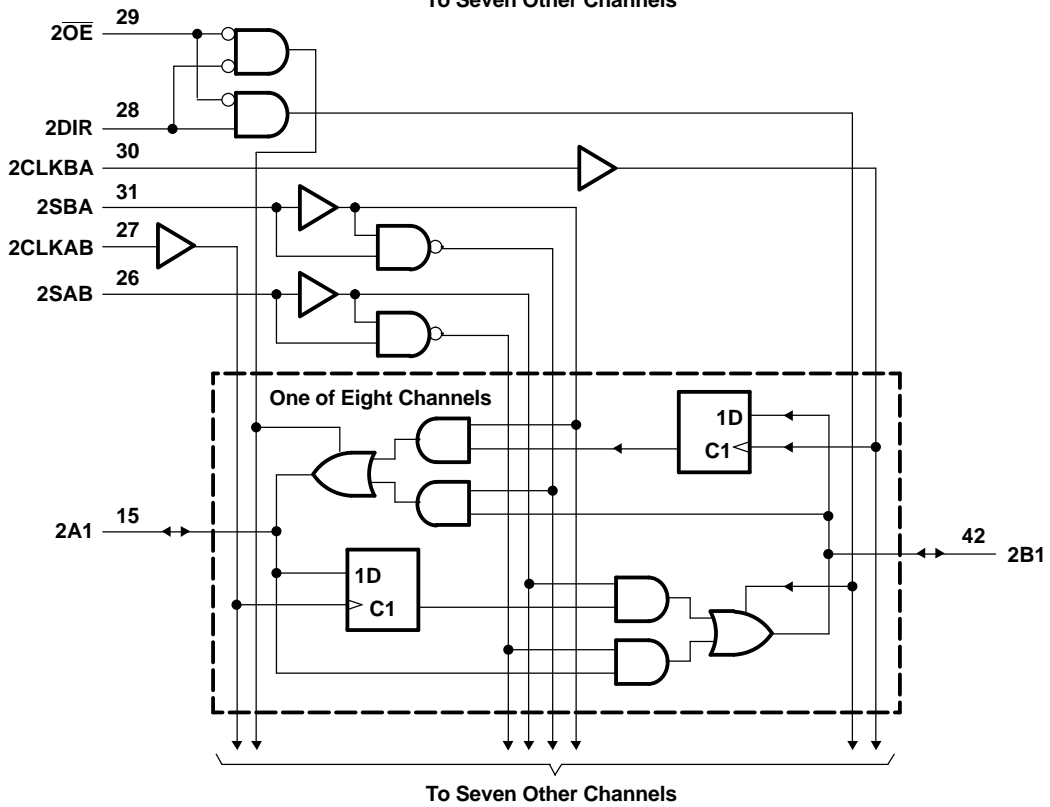 To Seven Other Channels
2O̅E̅ 29
2DIR 28
2CLKBA 30
2SBA 31
2CLKAB 27
2SAB 26
One of Eight Channels
1D
C1
2A1 15
42 2B1
1D
C1
To Seven Other Channels